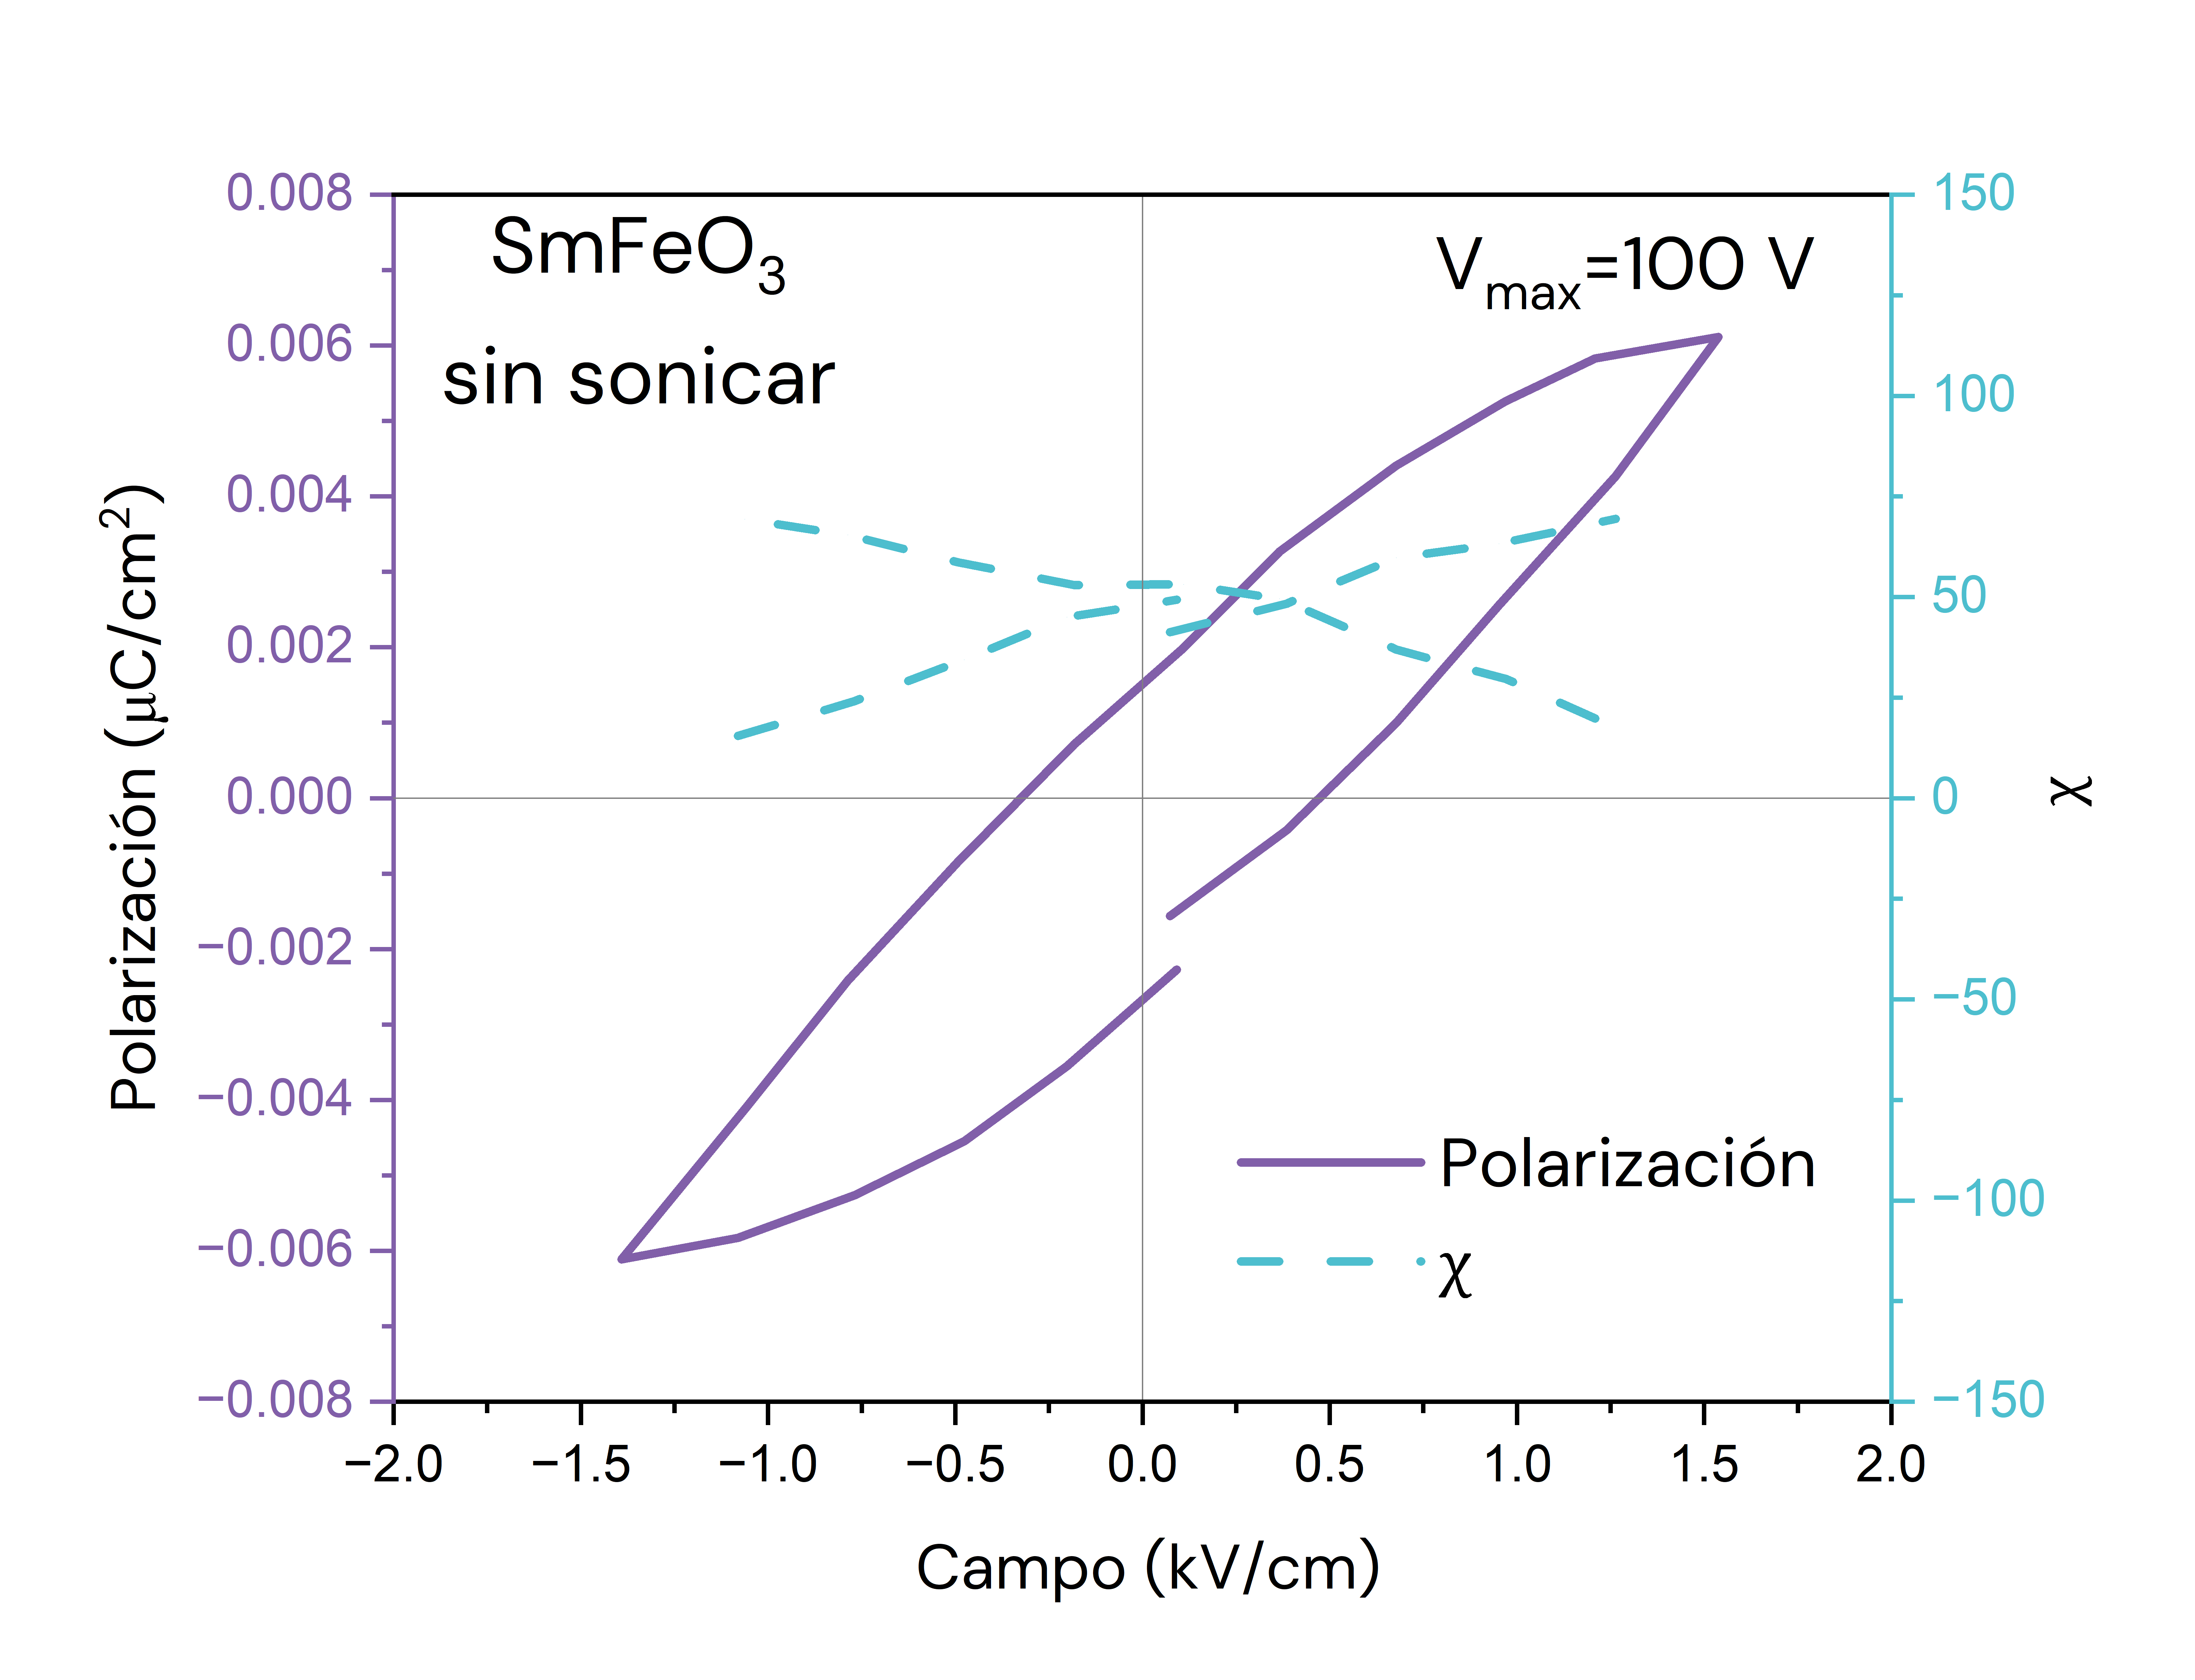 SmFeO₃
sin sonicar
Vmax=100 V
0.008
0.006
0.004
0.002
0.000
−0.002
−0.004
−0.006
−0.008
Polarización (µC/cm²)
150
100
50
0
−50
−100
−150
χ
Polarización
χ
−2.0 −1.5 −1.0 −0.5 0.0 0.5 1.0 1.5 2.0
Campo (kV/cm)